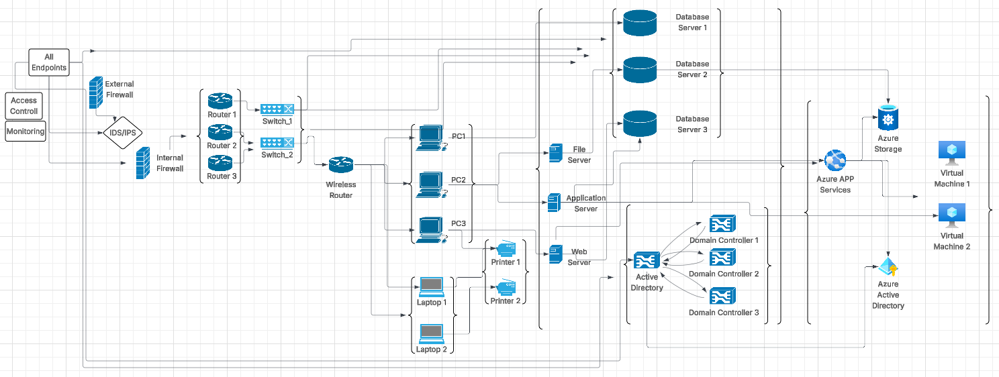 Database
Server 1
All
Endpoints
Database
Server 2
External
Firewall
Access
Controll
Monitoring
IDS/IPS
Internal
Firewall
Router 1
Router 2
Router 3
Switch_1
Switch_2
Wireless
Router
PC1
PC2
PC3
Printer 1
Printer 2
Laptop 1
Laptop 2
Database
Server 3
File
Server
Application
Server
Web
Server
Active
Directory
Domain Controller 1
Domain Controller 2
Domain Controller 3
Azure APP
Services
Azure
Storage
Virtual
Machine 1
Virtual
Machine 2
Azure
Active
Directory